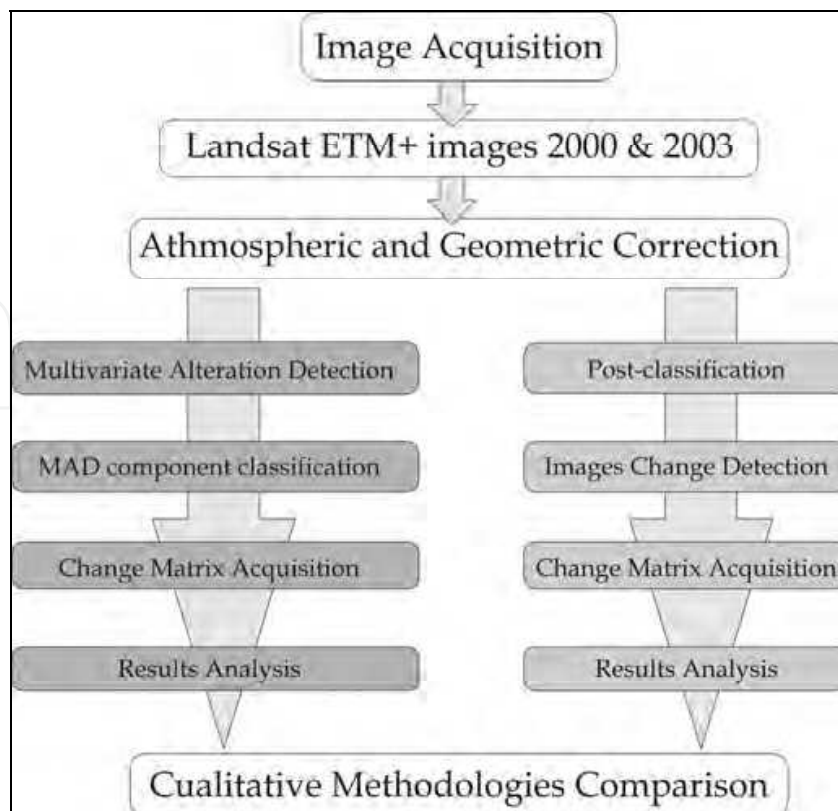 Image Acquisition
Landsat ETM+ images 2000 & 2003
Athmospheric and Geometric Correction
Multivariate Alteration Detection
MAD component classification
Change Matrix Acquisition
Results Analysis
Post-classification
Images Change Detection
Change Matrix Acquisition
Results Analysis
Cualitative Methodologies Comparison